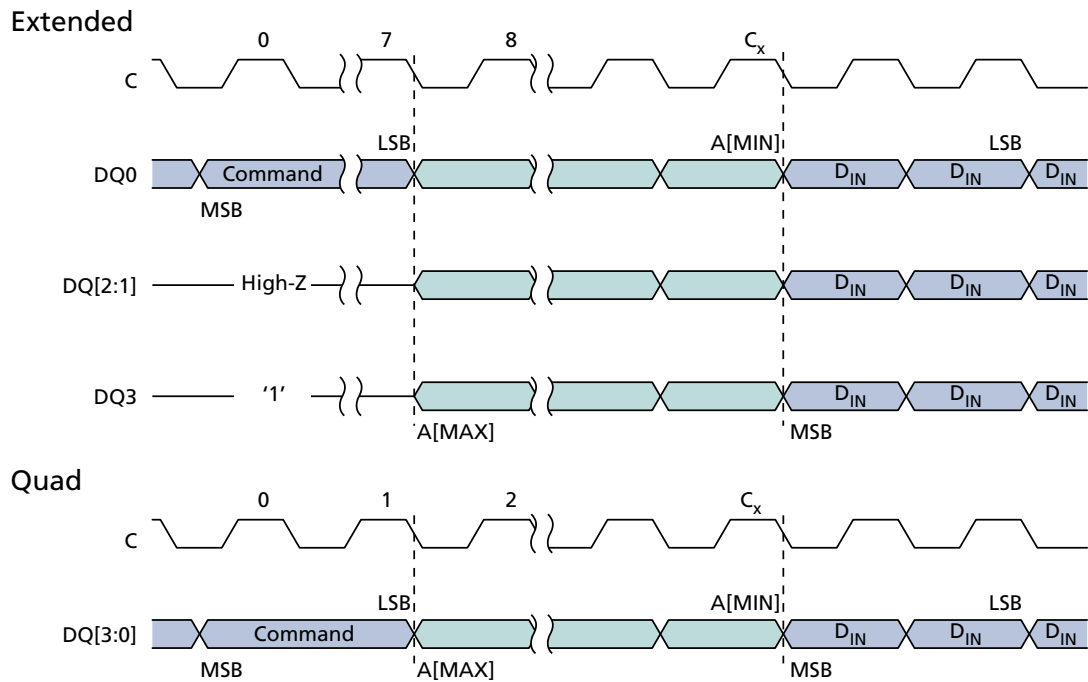 Extended
0 7 8 Cx
C
LSB A[MIN] LSB
DQ0 Command DIN DIN DIN
MSB
DQ[2:1] High-Z DIN DIN DIN
DQ3 ‘1’ DIN DIN DIN
A[MAX] MSB
Quad
0 1 2 Cx
C
LSB A[MIN] LSB
DQ[3:0] Command DIN DIN DIN
MSB A[MAX] MSB